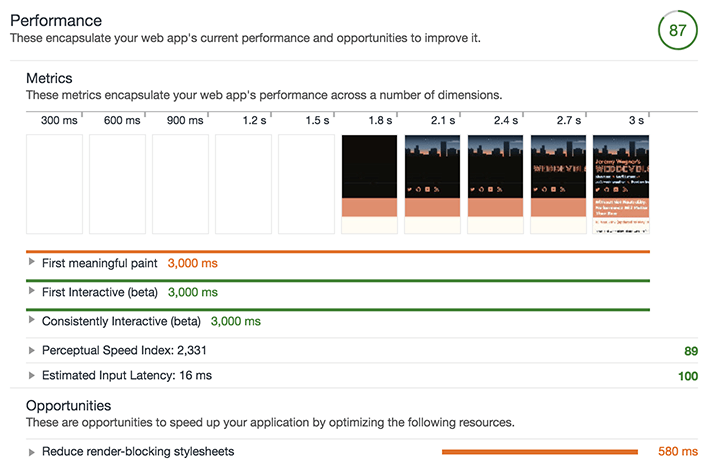 Performance
87
These encapsulate your web app's current performance and opportunities to improve it.
Metrics
These metrics encapsulate your web app's performance across a number of dimensions.
300 ms 600 ms 900 ms 1.2 s 1.5 s 1.8 s 2.1 s 2.4 s 2.7 s 3 s
First meaningful paint 3,000 ms
First Interactive (beta) 3,000 ms
Consistently Interactive (beta) 3,000 ms
Perceptual Speed Index: 2,331 89
Estimated Input Latency: 16 ms 100
Opportunities
These are opportunities to speed up your application by optimizing the following resources.
Reduce render-blocking stylesheets 580 ms